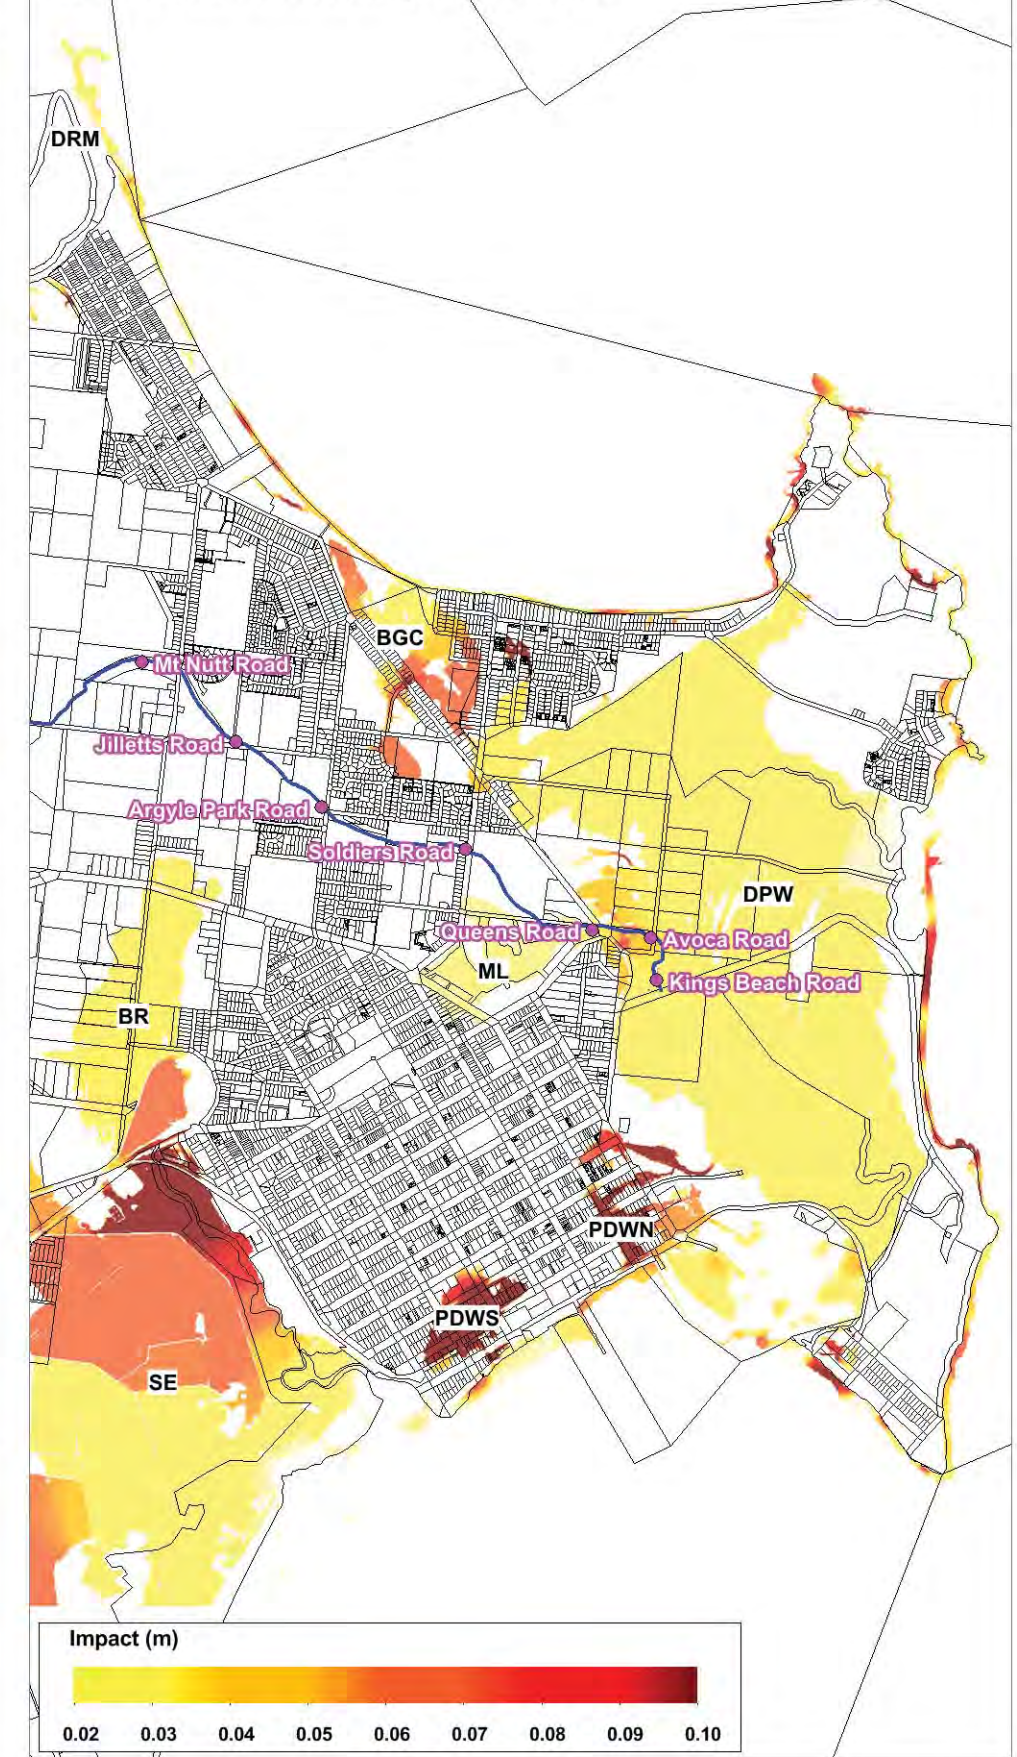 DRM
BGC
Mt Nutt Road
Jilletts Road
Argyle Park Road
Soldiers Road
DPW
Queens Road
Avoca Road
ML
Kings Beach Road
BR
PDWN
PDWS
SE
Impact (m)
0.02 0.03 0.04 0.05 0.06 0.07 0.08 0.09 0.10